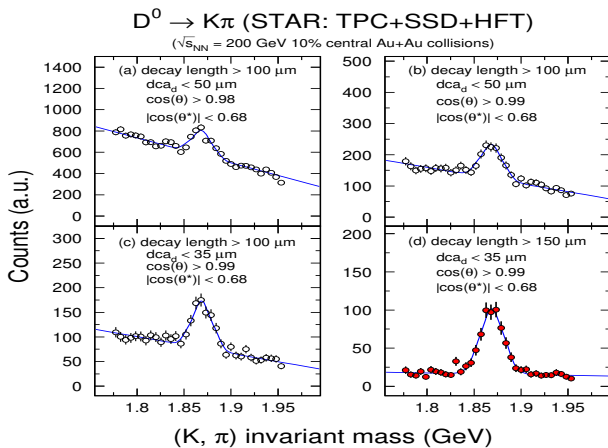 D⁰ → Kπ (STAR: TPC+SSD+HFT)
(√sNN = 200 GeV 10% central Au+Au collisions)
Counts (a.u.)
1400
1200
1000
800
600
400
200
0
(a) decay length > 100 μm
dca_d < 50 μm
cos(θ) > 0.98
|cos(θ*)| < 0.68
500
400
300
200
100
0
(b) decay length > 100 μm
dca_d < 50 μm
cos(θ) > 0.99
|cos(θ*)| < 0.68
300
250
200
150
100
50
0
(c) decay length > 100 μm
dca_d < 35 μm
cos(θ) > 0.99
|cos(θ*)| < 0.68
200
150
100
50
0
(d) decay length > 150 μm
dca_d < 35 μm
cos(θ) > 0.99
|cos(θ*)| < 0.68
1.8 1.85 1.9 1.95
1.8 1.85 1.9 1.95
(K, π) invariant mass (GeV)